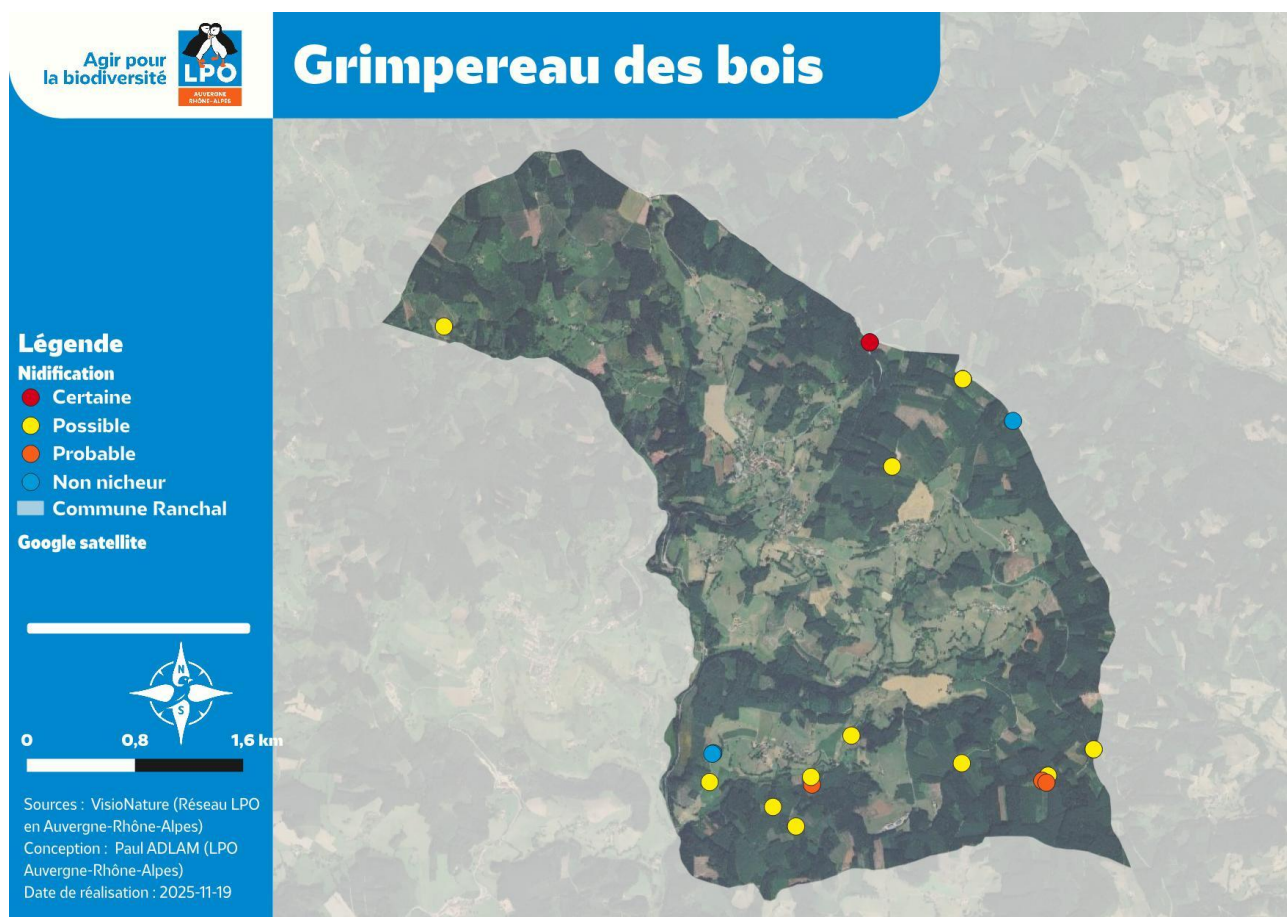 Agir pour
la biodiversité
LPO
AUVERGNE
RHÔNE-ALPES
Grimpereau des bois
Légende
Nidification
Certaine
Possible
Probable
Non nicheur
Commune Ranchal
Google satellite
N
S
0 0,8 1,6 km
Sources : VisioNature (Réseau LPO
en Auvergne-Rhône-Alpes)
Conception : Paul ADLAM (LPO
Auvergne-Rhône-Alpes)
Date de réalisation : 2025-11-19